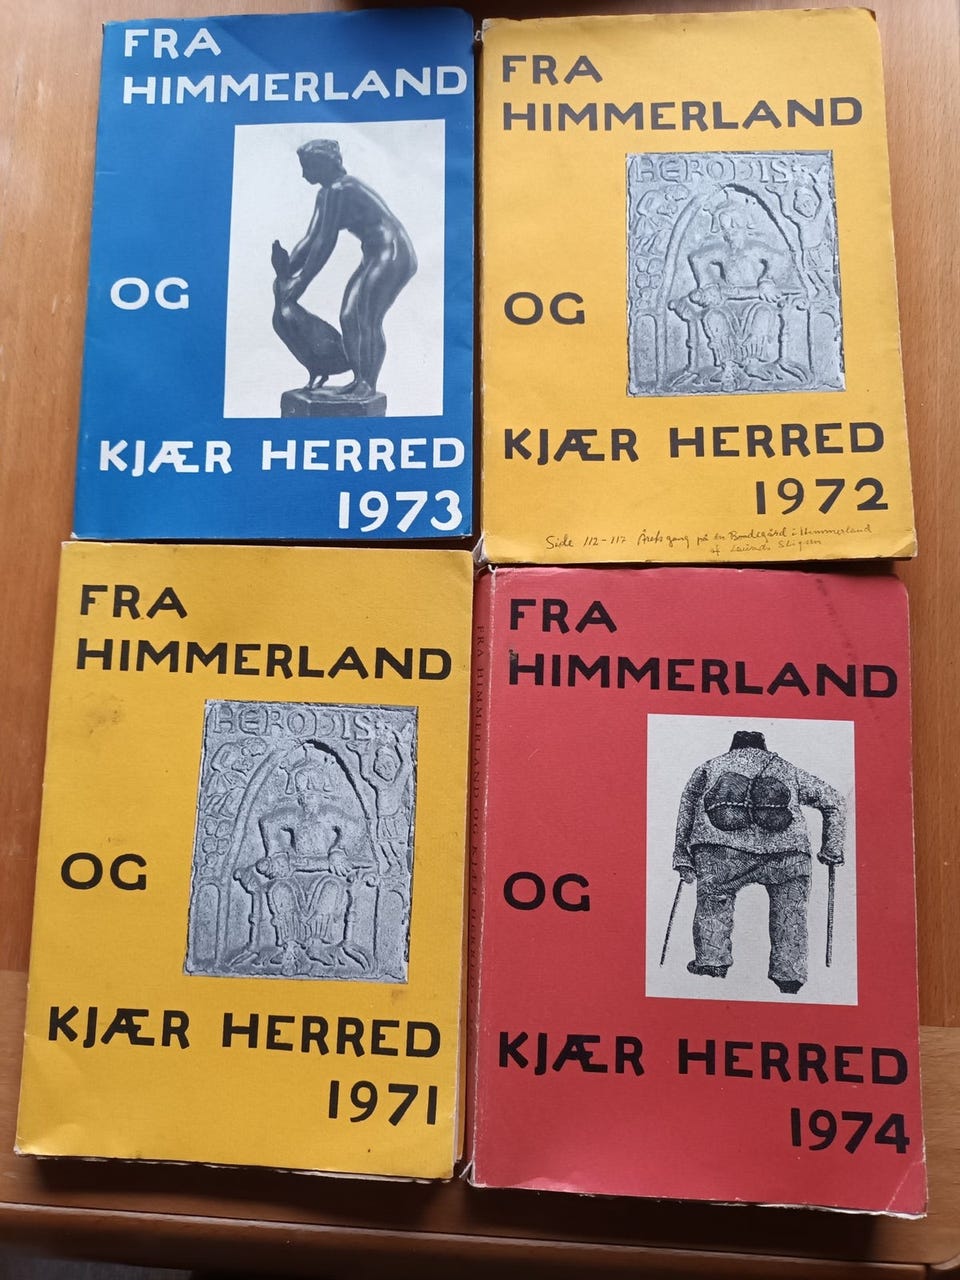 FRA
HIMMERLAND
OG
KJÆR HERRED
1973
FRA
HIMMERLAND
HERODIS
OG
KJÆR HERRED
1972
Side 112-117 på en Bondegård i Himmerland
af
FRA
HIMMERLAND
HERODIS
OG
KJÆR HERRED
1971
FRA HIMMERLAND OG KJÆR HERRED
FRA
HIMMERLAND
OG
KJÆR HERRED
1974